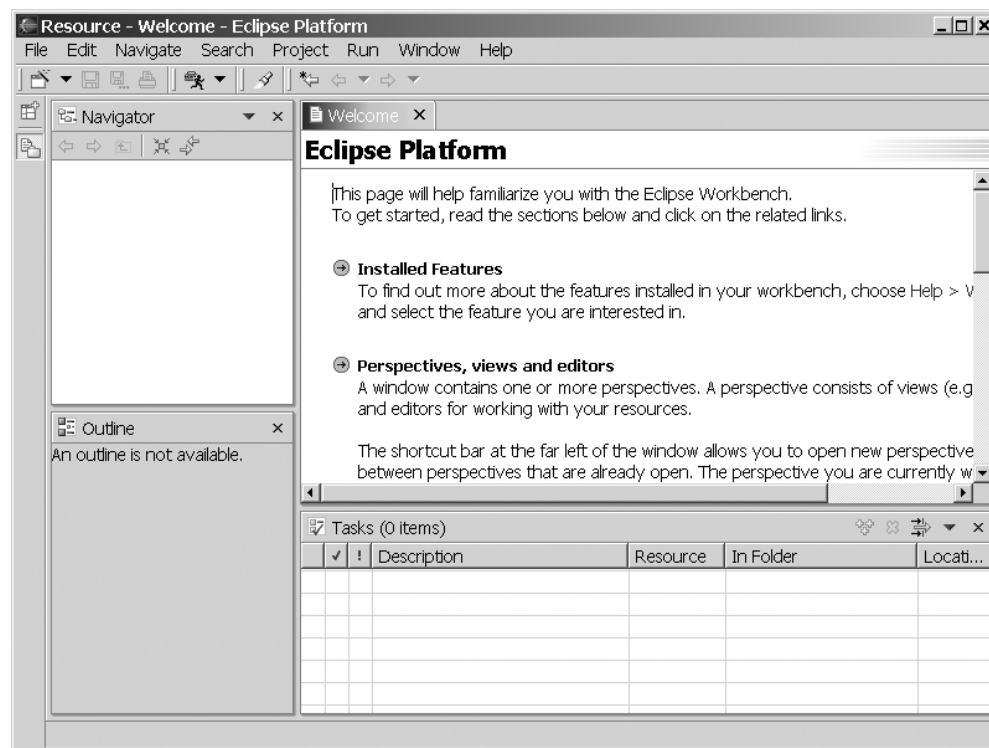 Resource - Welcome - Eclipse Platform
File Edit Navigate Search Project Run Window Help
Navigator
Welcome
Eclipse Platform
This page will help familiarize you with the Eclipse Workbench.
To get started, read the sections below and click on the related links.
Installed Features
To find out more about the features installed in your workbench, choose Help >
and select the feature you are interested in.
Perspectives, views and editors
A window contains one or more perspectives. A perspective consists of views (e.g
and editors for working with your resources.
The shortcut bar at the far left of the window allows you to open new perspective
between perspectives that are already open. The perspective you are currently w
Outline
An outline is not available.
Tasks (0 items)
! Description Resource In Folder Locati...